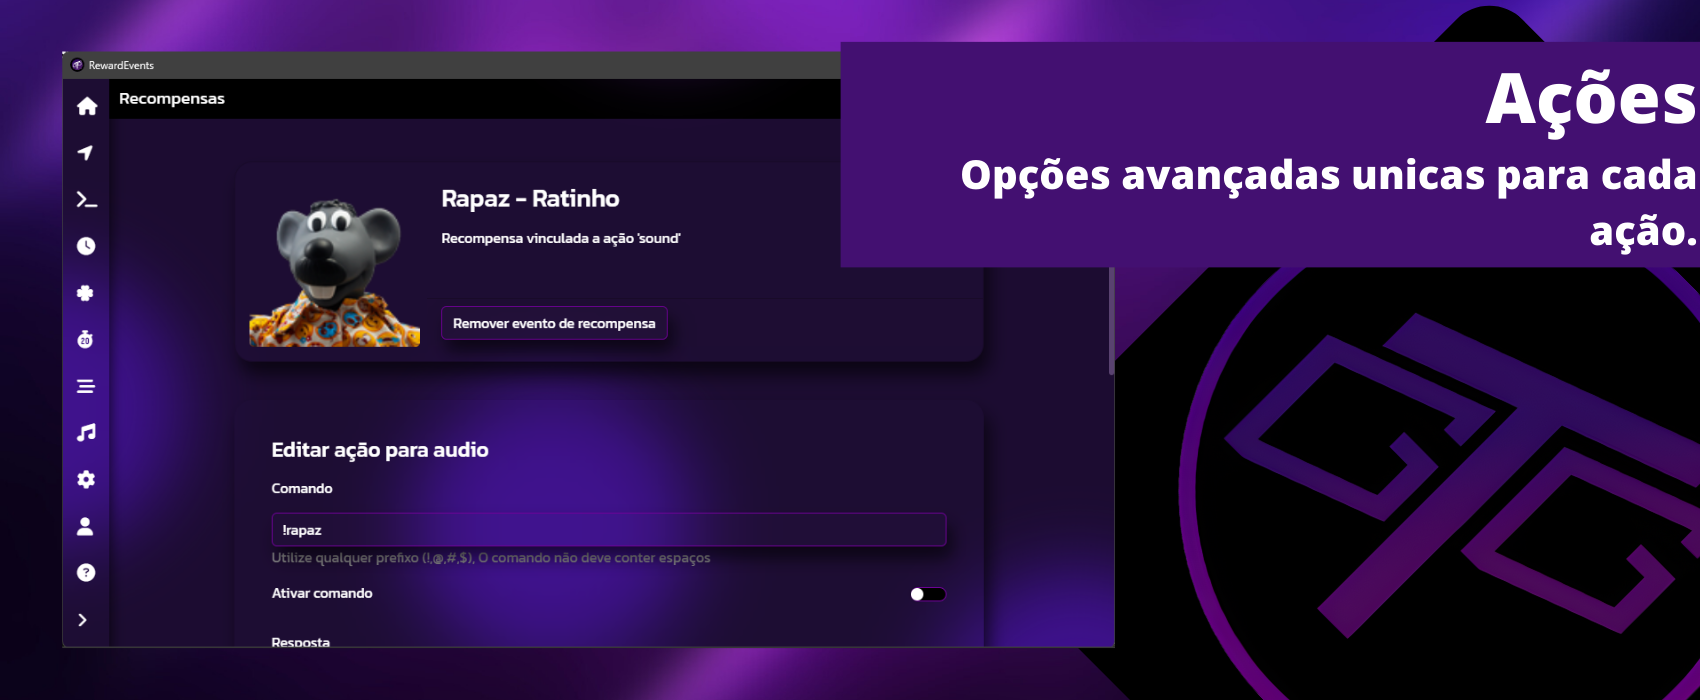 RewardEvents
Recompensas
Ações
Opções avançadas unicas para cada
ação.
Rapaz - Ratinho
Recompensa vinculada a ação 'sound'
Remover evento de recompensa
20
Editar ação para audio
Comando
!rapaz
Utilize qualquer prefixo (!,@,#,$), O comando não deve conter espaços
Ativar comando
Resposta